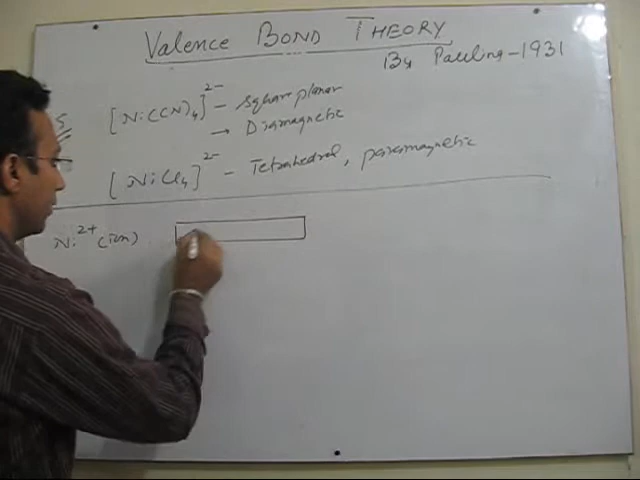 VALENCE BOND THEORY
By Pauling-1931
[Ni(CN)4]2- - Square planar
→ Diamagnetic
[NiCl4]2- - Tetrahedral, paramagnetic
Ni2+ (ion)